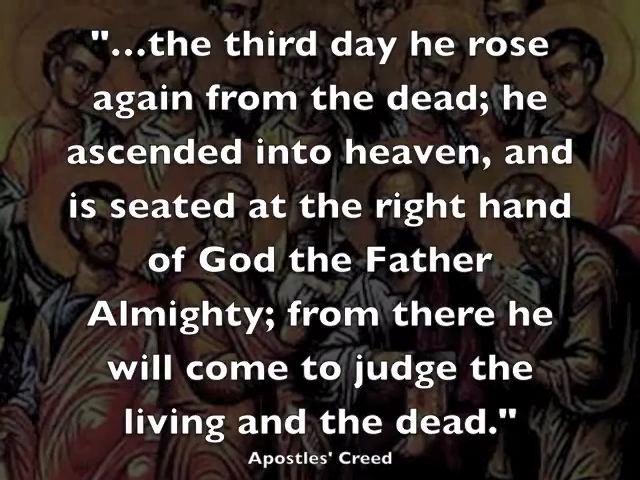 "...the third day he rose
again from the dead; he
ascended into heaven, and
is seated at the right hand
of God the Father
Almighty; from there he
will come to judge the
living and the dead."
Apostles' Creed